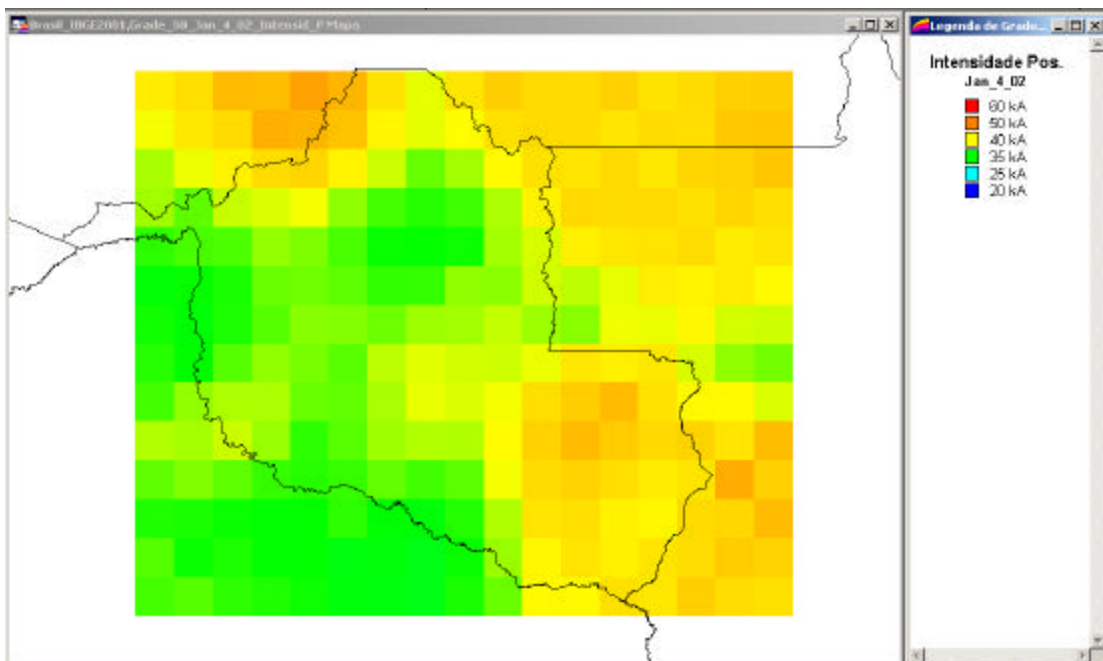 Brasil_IBGE2001,Grade_50_Jan_4_02_Intensid_P Mapa
Legenda de Grade...
Intensidade Pos.
Jan_4_02
60 kA
50 kA
40 kA
35 kA
25 kA
20 kA